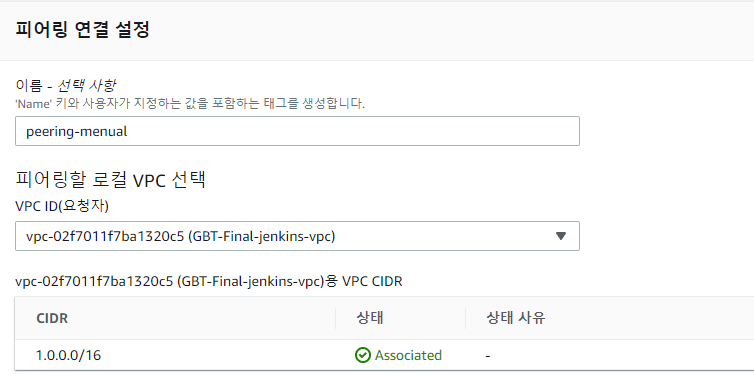 피어링 연결 설정
이름 - 선택 사항
'Name' 키와 사용자가 지정하는 값을 포함하는 태그를 생성합니다.
peering-menual
피어링할 로컬 VPC 선택
VPC ID(요청자)
vpc-02f7011f7ba1320c5 (GBT-Final-jenkins-vpc)
vpc-02f7011f7ba1320c5 (GBT-Final-jenkins-vpc)용 VPC CIDR
CIDR 상태 상태 사유
1.0.0.0/16 Associated -